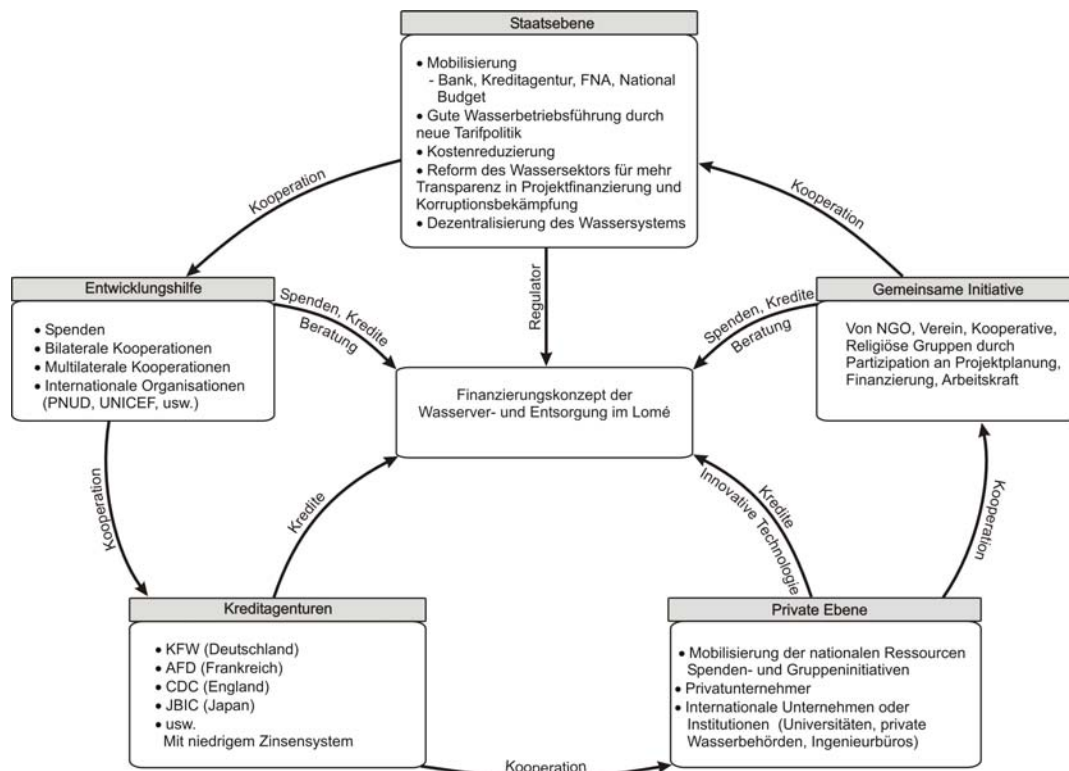 Staatsebene
• Mobilisierung
- Bank, Kreditagentur, FNA, National
Budget
• Gute Wasserbetriebsführung durch
neue Tarifpolitik
• Kostenreduzierung
• Reform des Wassersektors für mehr
Transparenz in Projektfinanzierung und
Korruptionsbekämpfung
• Dezentralisierung des Wassersystems
Kooperation
Kooperation
Regulator
Entwicklungshilfe
• Spenden
• Bilaterale Kooperationen
• Multilaterale Kooperationen
• Internationale Organisationen
(PNUD, UNICEF, usw.)
Spenden, Kredite
Beratung
Spenden, Kredite
Beratung
Gemeinsame Initiative
Von NGO, Verein, Kooperative,
Religiöse Gruppen durch
Partizipation an Projektplanung,
Finanzierung, Arbeitskraft
Finanzierungskonzept der
Wasserver- und Entsorgung im Lomé
Kooperation
Kredite
Kredite
Innovative Technologie
Kooperation
Kreditagenturen
• KFW (Deutschland)
• AFD (Frankreich)
• CDC (England)
• JBIC (Japan)
• usw.
Mit niedrigem Zinsensystem
Private Ebene
• Mobilisierung der nationalen Ressourcen
Spenden- und Gruppeninitiativen
• Privatunternehmer
• Internationale Unternehmen oder
Institutionen (Universitäten, private
Wasserbehörden, Ingenieurbüros)
Kooperation